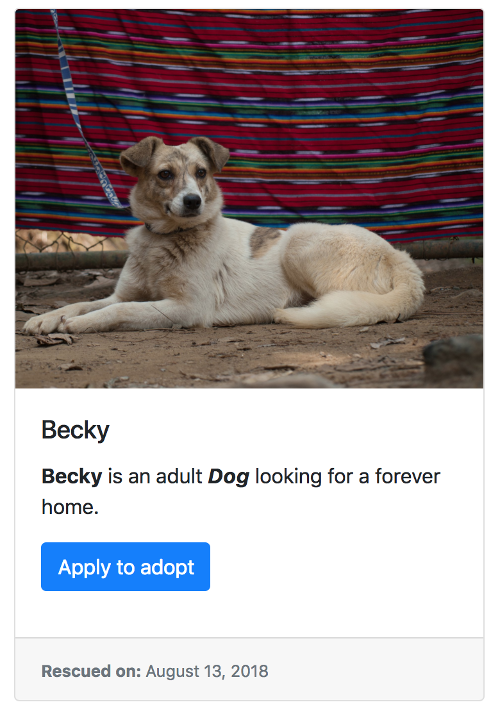 Becky
Becky is an adult Dog looking for a forever
home.
Apply to adopt
Rescued on: August 13, 2018